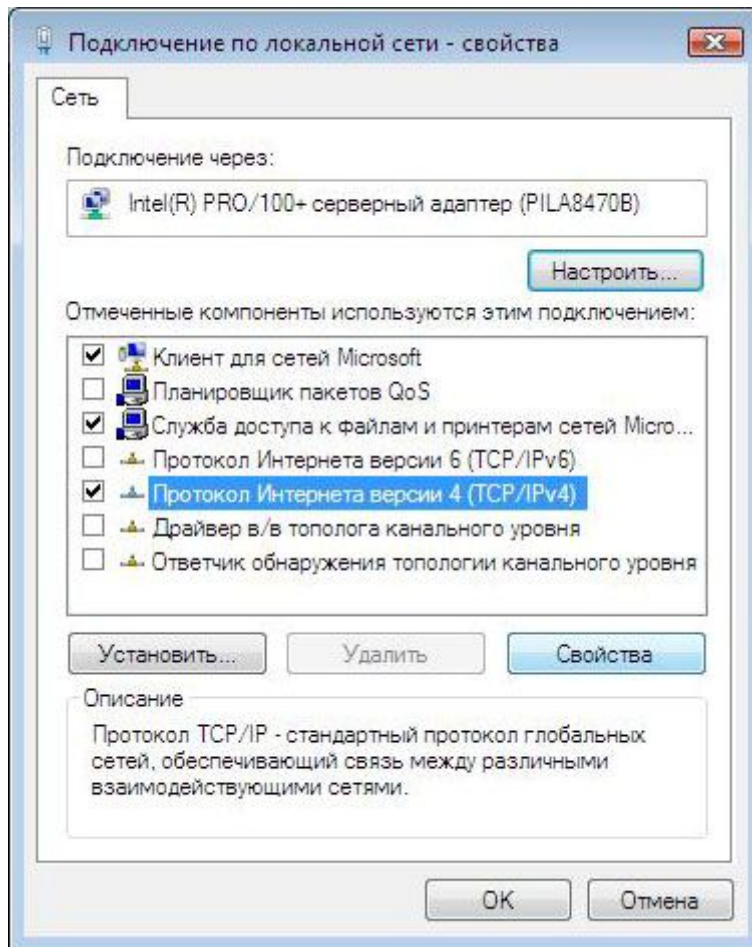 Подключение по локальной сети - свойства
Сеть
Подключение через:
Intel(R) PRO/100+ серверный адаптер (PILA8470B)
Настроить...
Отмеченные компоненты используются этим подключением:
Клиент для сетей Microsoft
Планировщик пакетов QoS
Служба доступа к файлам и принтерам сетей Micro...
Протокол Интернета версии 6 (TCP/IPv6)
Протокол Интернета версии 4 (TCP/IPv4)
Драйвер в/в тополога канального уровня
Ответчик обнаружения топологии канального уровня
Установить...
Удалить
Свойства
Описание
Протокол TCP/IP - стандартный протокол глобальных
сетей, обеспечивающий связь между различными
взаимодействующими сетями.
OK
Отмена